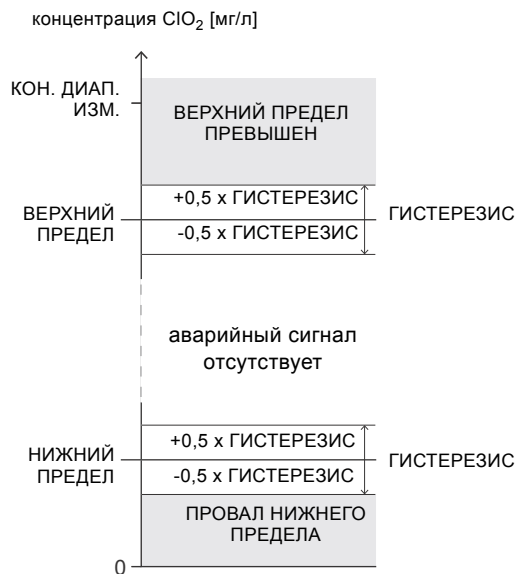 концентрация ClO₂ [мг/л]
КОН. ДИАП.
ИЗМ.
ВЕРХНИЙ ПРЕДЕЛ
ПРЕВЫШЕН
+0,5 x ГИСТЕРЕЗИС
ВЕРХНИЙ
ПРЕДЕЛ
ГИСТЕРЕЗИС
-0,5 x ГИСТЕРЕЗИС
аварийный сигнал
отсутствует
+0,5 x ГИСТЕРЕЗИС
НИЖНИЙ
ПРЕДЕЛ
ГИСТЕРЕЗИС
-0,5 x ГИСТЕРЕЗИС
ПРОВАЛ НИЖНЕГО
ПРЕДЕЛА
0